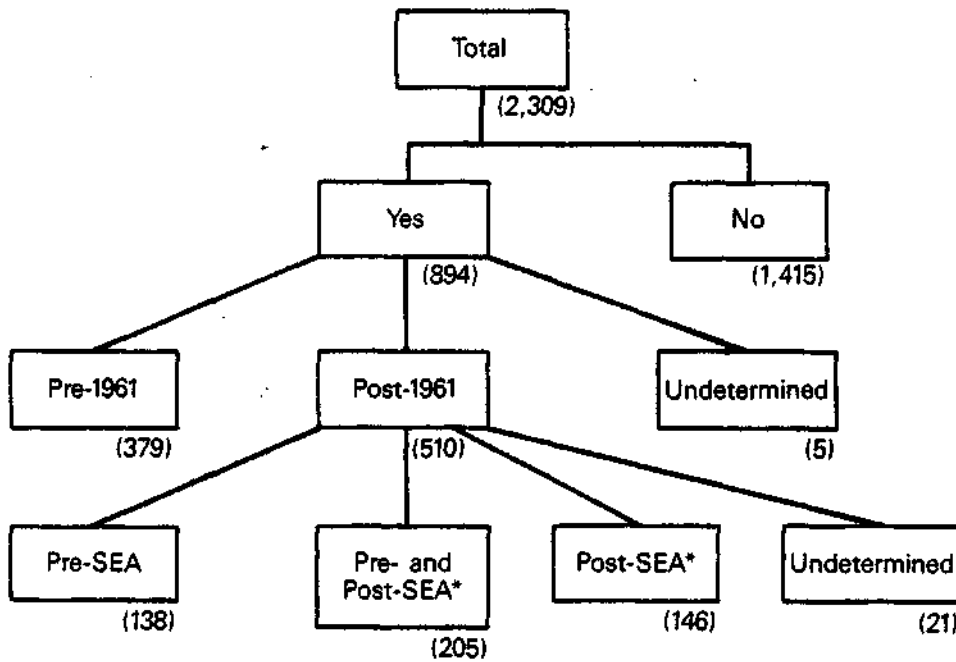 Total
(2,309)
Yes
No
(894)
(1,415)
Pre-1961
Post-1961
Undetermined
(379)
(510)
(5)
Pre-SEA
Pre- and
Post-SEA*
Post-SEA*
Undetermined
(138)
(205)
(146)
(21)